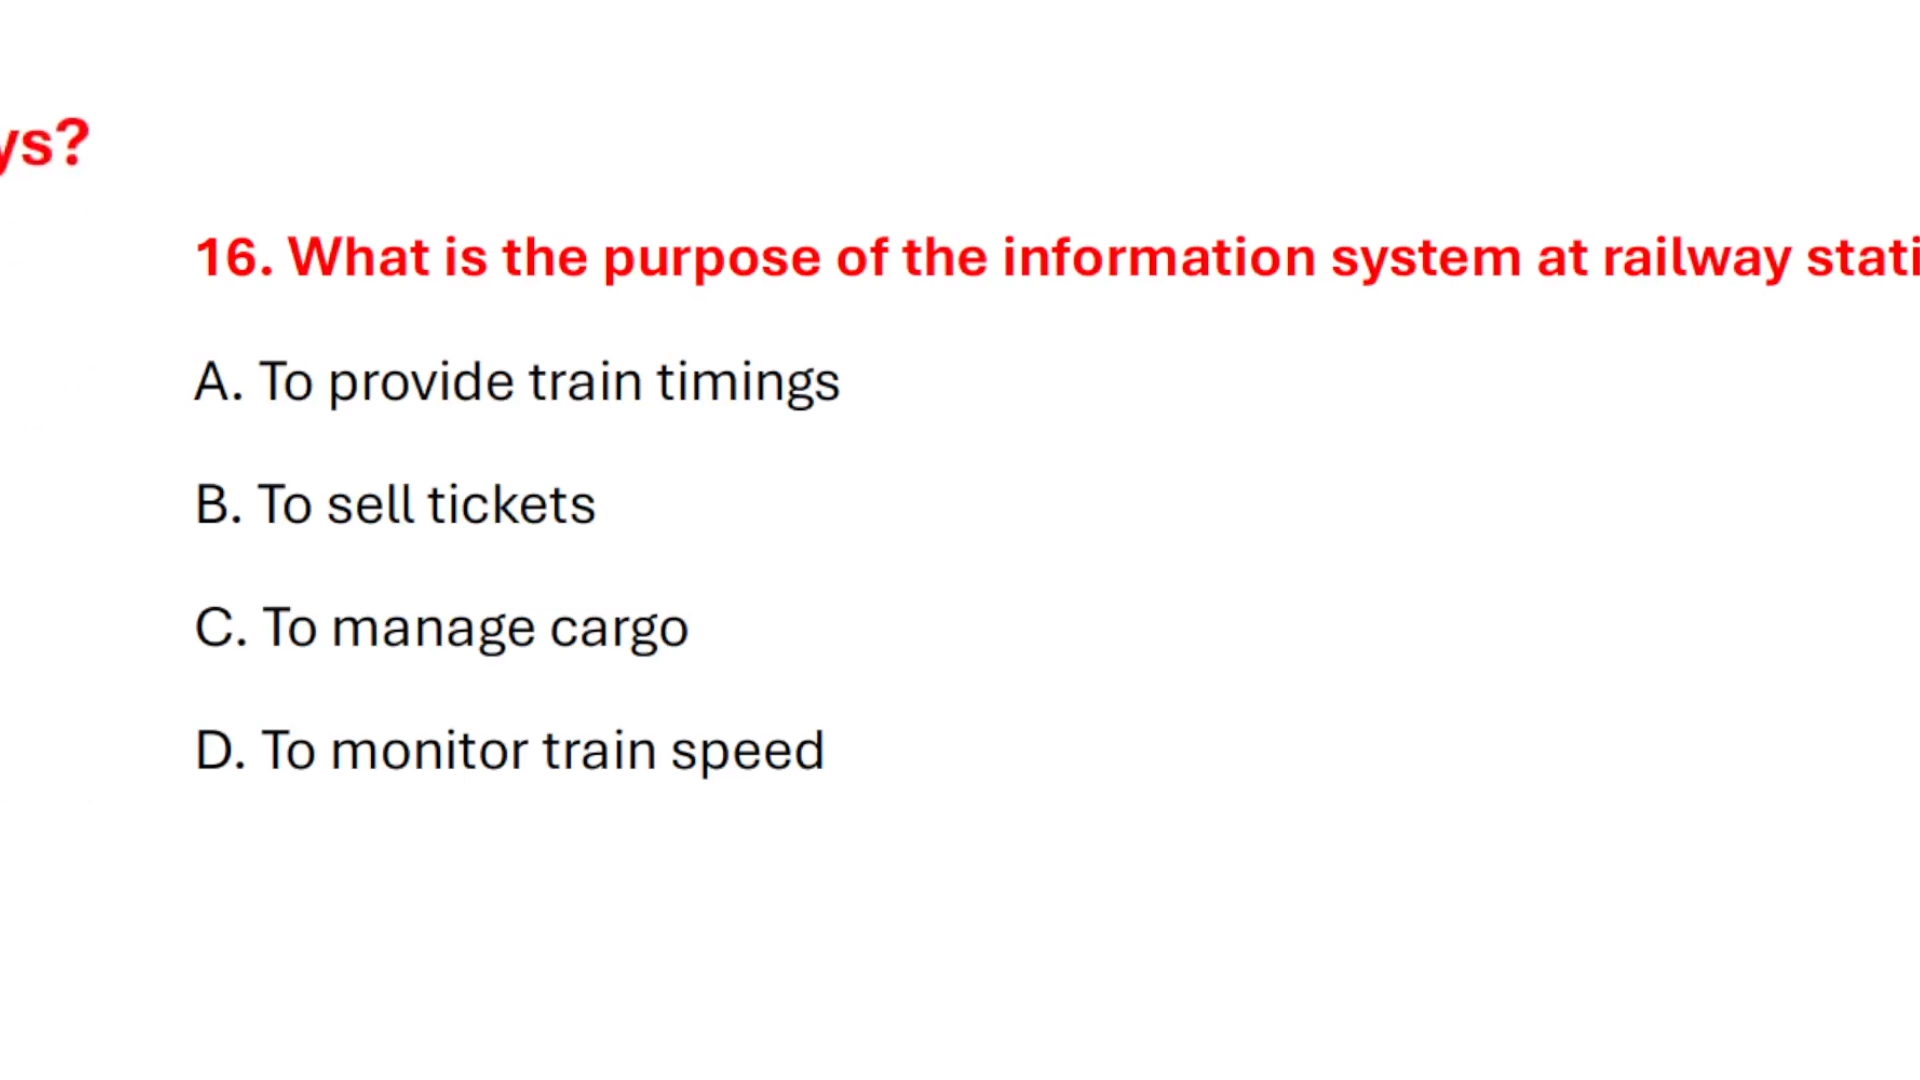 ys?
16. What is the purpose of the information system at railway stati
A. To provide train timings
B. To sell tickets
C. To manage cargo
D. To monitor train speed